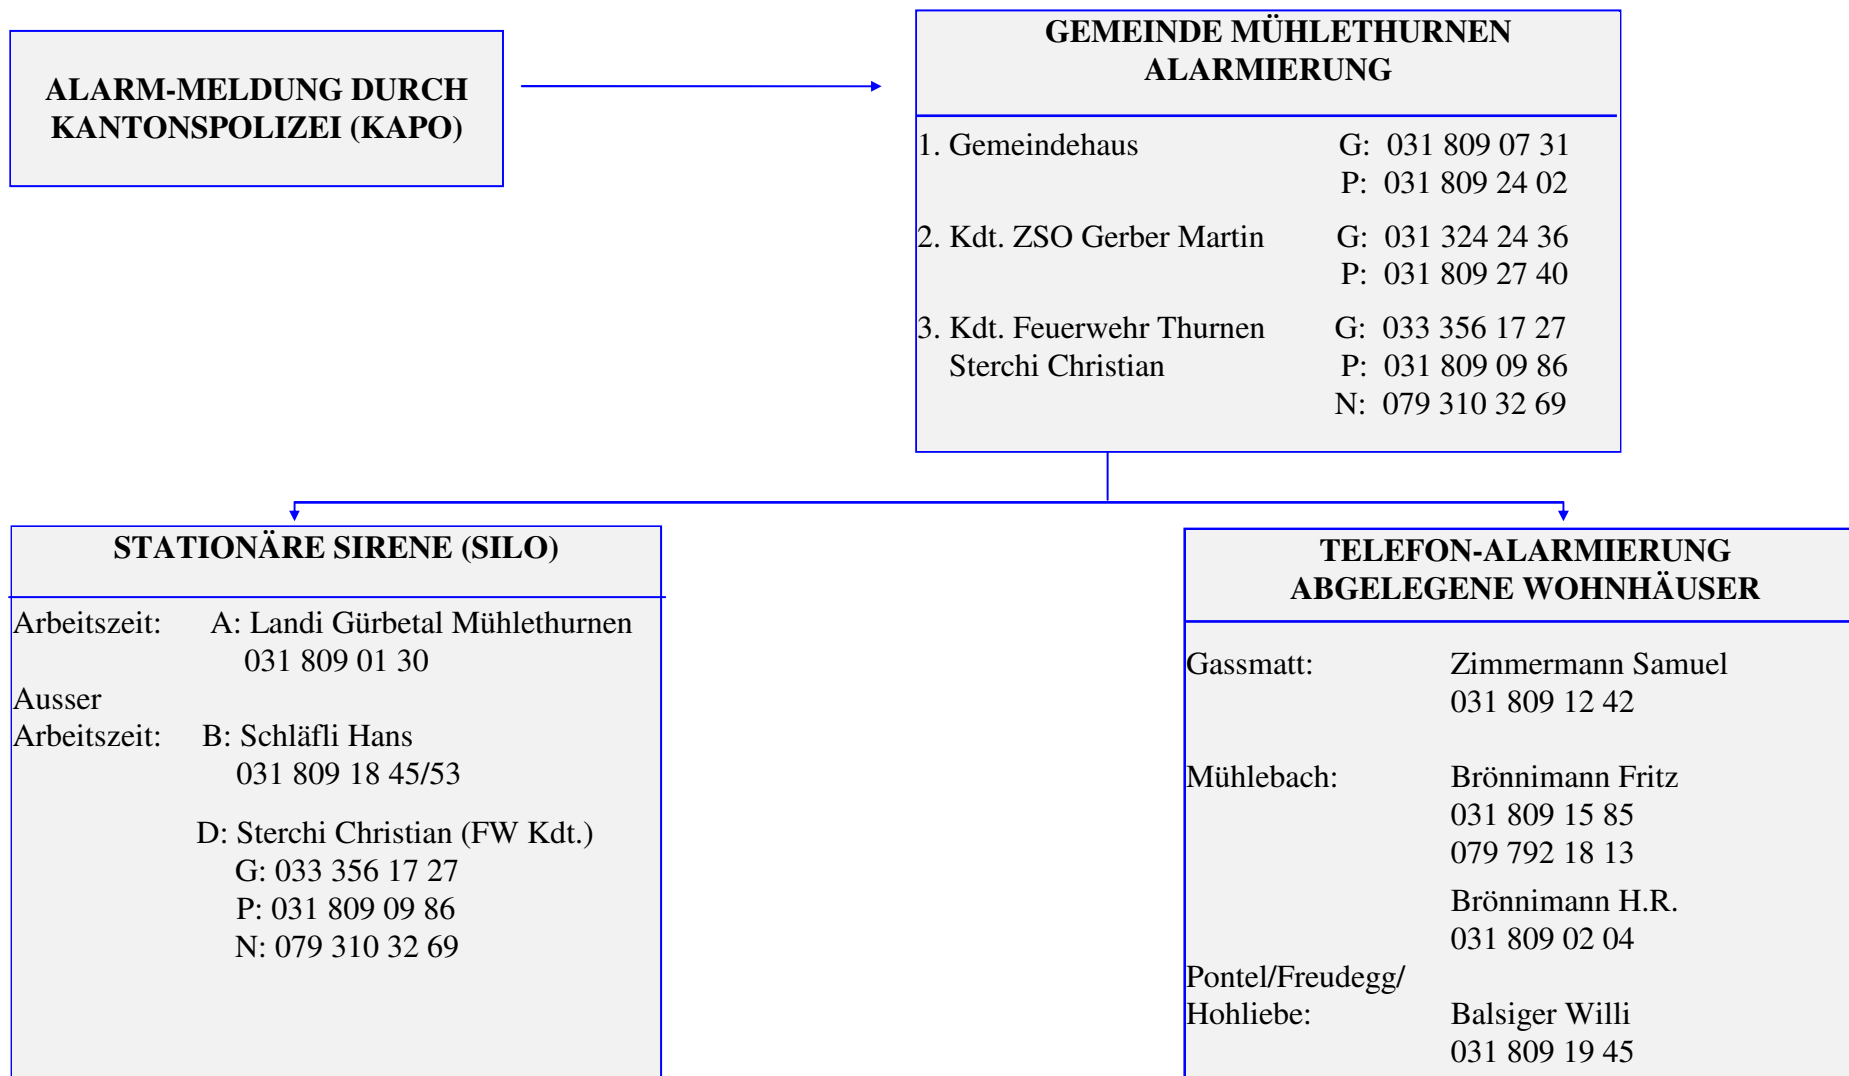 ALARM-MELDUNG DURCH
KANTONSPOLIZEI (KAPO)
GEMEINDE MÜHLETHURNEN
ALARMIERUNG
1. Gemeindehaus G: 031 809 07 31
P: 031 809 24 02
2. Kdt. ZSO Gerber Martin G: 031 324 24 36
P: 031 809 27 40
3. Kdt. Feuerwehr Thurnen G: 033 356 17 27
Sterchi Christian P: 031 809 09 86
N: 079 310 32 69
STATIONÄRE SIRENE (SILO)
Arbeitszeit: A: Landi Gürbetal Mühlethurnen
031 809 01 30
Ausser
Arbeitszeit: B: Schläfli Hans
031 809 18 45/53
D: Sterchi Christian (FW Kdt.)
G: 033 356 17 27
P: 031 809 09 86
N: 079 310 32 69
TELEFON-ALARMIERUNG
ABGELEGENE WOHNHÄUSER
Gassmatt: Zimmermann Samuel
031 809 12 42
Mühlebach: Brönnimann Fritz
031 809 15 85
079 792 18 13
Brönnimann H.R.
031 809 02 04
Pontel/Freudegg/
Hohliebe: Balsiger Willi
031 809 19 45